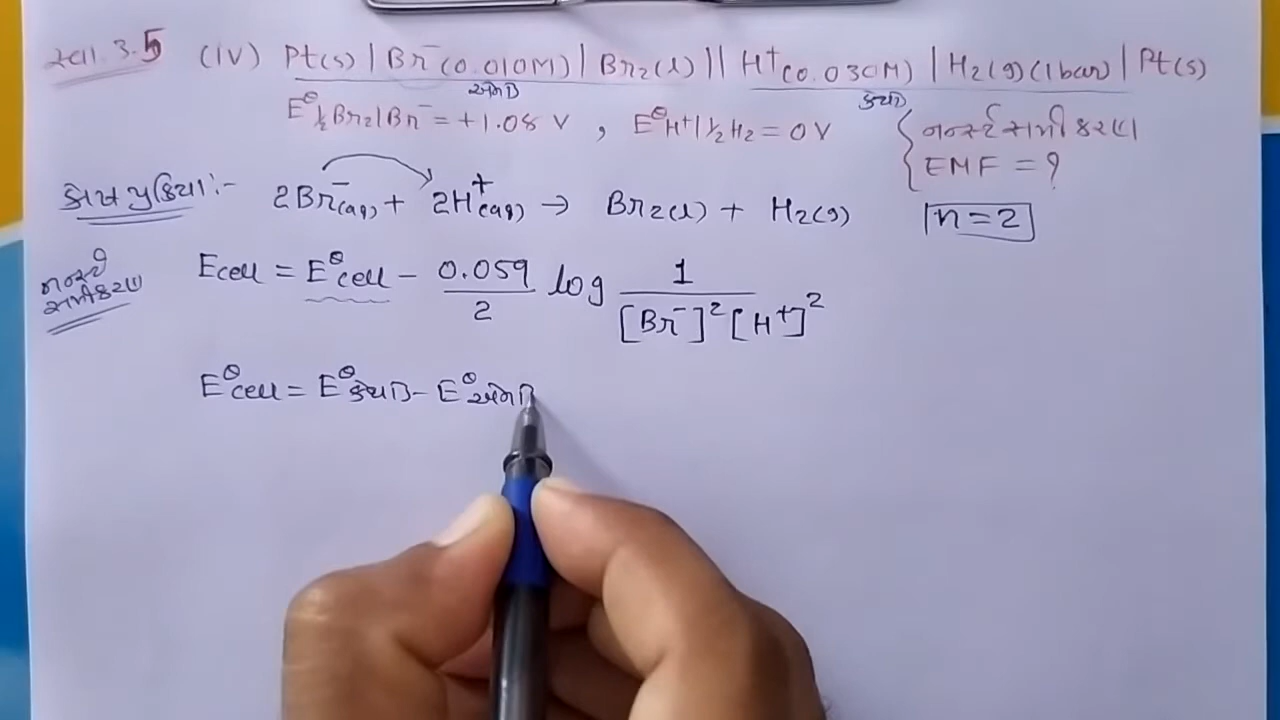 સ્વા. 3.5 (iv) Pt(s) | Br⁻(0.010M) | Br₂(l) || H⁺(0.030M) | H₂(g)(1bar) | Pt(s)
એનોડ કેથોડ
E⊖ ½Br₂|Br⁻ = +1.08 V , E⊖ H⁺|½H₂ = 0V { નર્ન્સ્ટ સમીકરણ
EMF = ?
કોષ પ્રક્રિયા :- 2Br⁻(aq) + 2H⁺(aq) → Br₂(l) + H₂(g) n = 2
નર્ન્સ્ટ સમીકરણ
Ecell = E⊖cell - 0.059/2 log 1/[Br⁻]²[H⁺]²
E⊖cell = E⊖કેથોડ - E⊖એનોડ